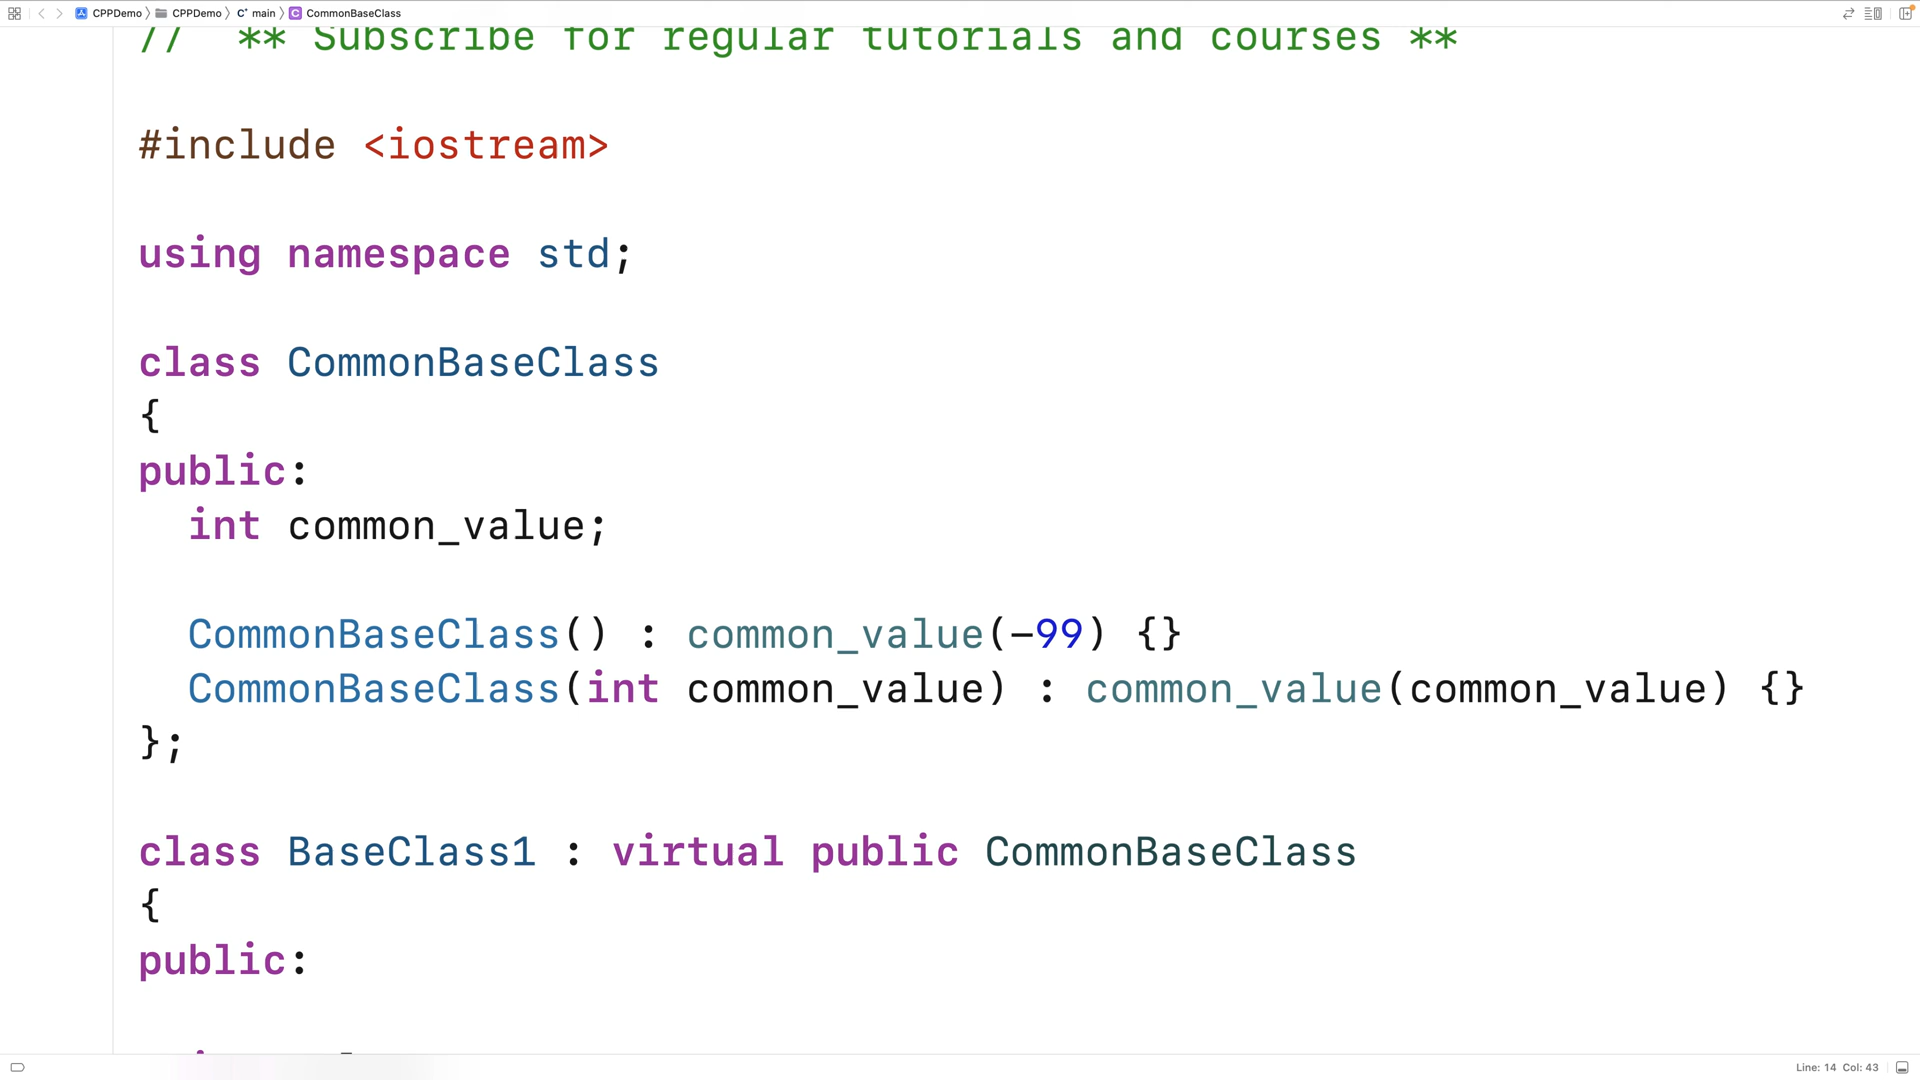 CPPDemo CPPDemo main CommonBaseClass
// ** Subscribe for regular tutorials and courses **
#include <iostream>
using namespace std;
class CommonBaseClass
{
public:
int common_value;
CommonBaseClass() : common_value(-99) {}
CommonBaseClass(int common_value) : common_value(common_value) {}
};
class BaseClass1 : virtual public CommonBaseClass
{
public:
Line: 14 Col: 43